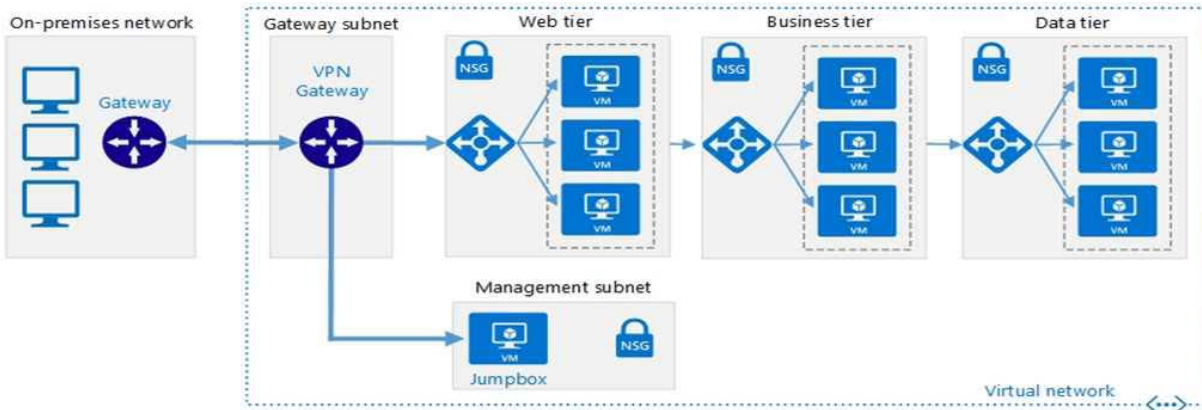 On-premises network
Gateway subnet
Web tier
Business tier
Data tier
Gateway
VPN
Gateway
NSG
VM
VM
VM
NSG
VM
VM
VM
NSG
VM
VM
VM
Management subnet
VM
Jumpbox
NSG
Virtual network